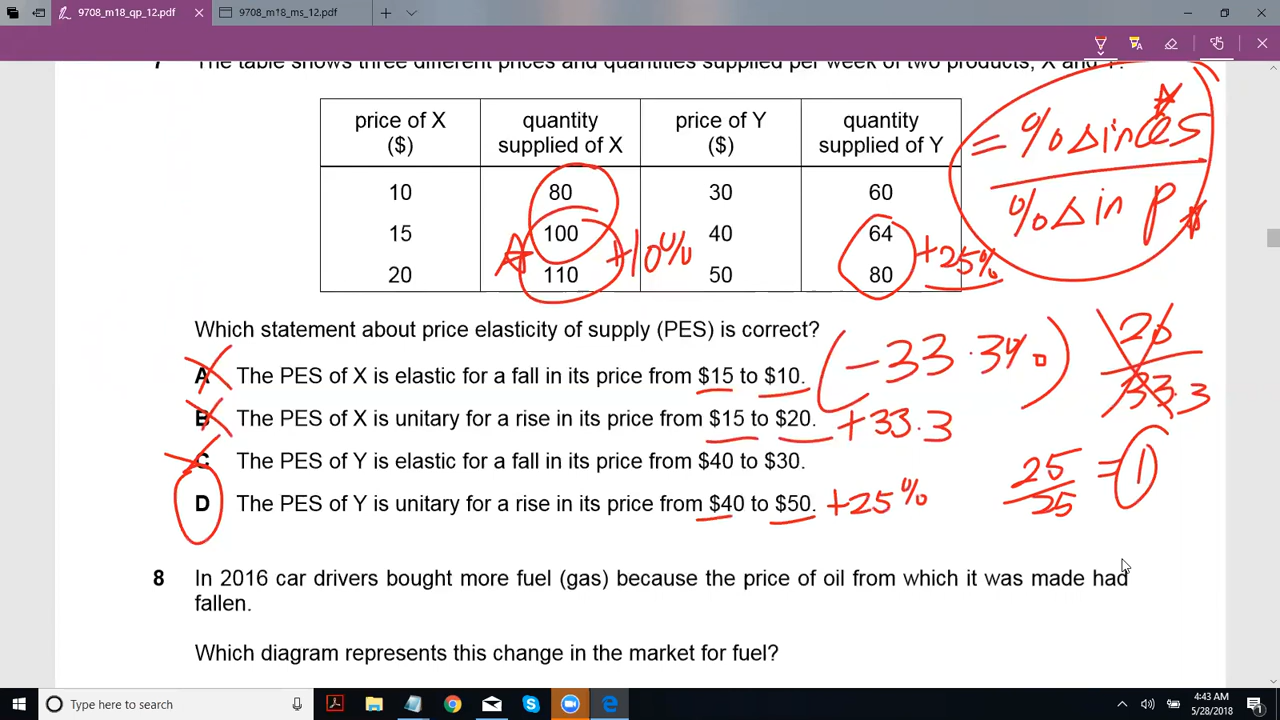 9708_m18_qp_12.pdf
9708_m18_ms_12.pdf
7 The table shows three different prices and quantities supplied per week of two products, X and Y.
price of X ($) quantity supplied of X price of Y ($) quantity supplied of Y
10 80 30 60
15 100 40 64
20 110 50 80
+10%
+25%
= %Δ in QS
%Δ in P
Which statement about price elasticity of supply (PES) is correct?
A The PES of X is elastic for a fall in its price from $15 to $10.
(-33.3%)
20
33.3
B The PES of X is unitary for a rise in its price from $15 to $20.
+33.3
C The PES of Y is elastic for a fall in its price from $40 to $30.
D The PES of Y is unitary for a rise in its price from $40 to $50.
+25%
25
25
= 1
8 In 2016 car drivers bought more fuel (gas) because the price of oil from which it was made had
fallen.
Which diagram represents this change in the market for fuel?
Type here to search
4:43 AM
5/28/2018